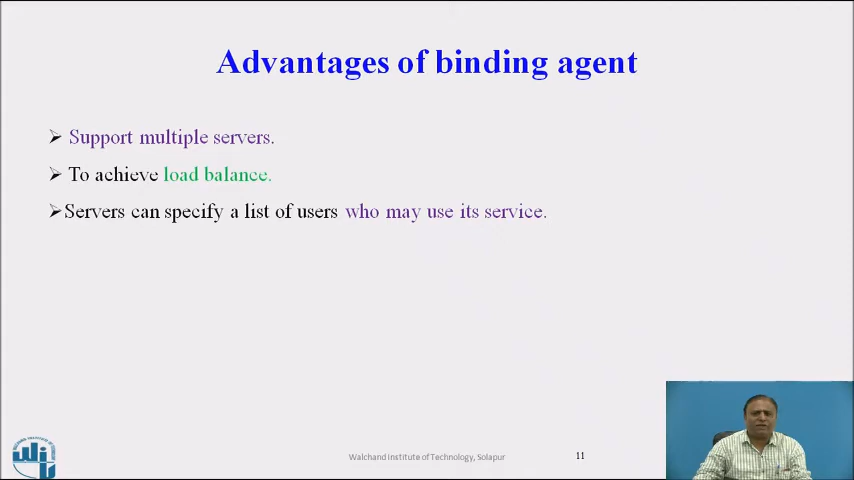 Advantages of binding agent
➢ Support multiple servers.
➢ To achieve load balance.
➢Servers can specify a list of users who may use its service.
Walchand Institute of Technology, Solapur
11